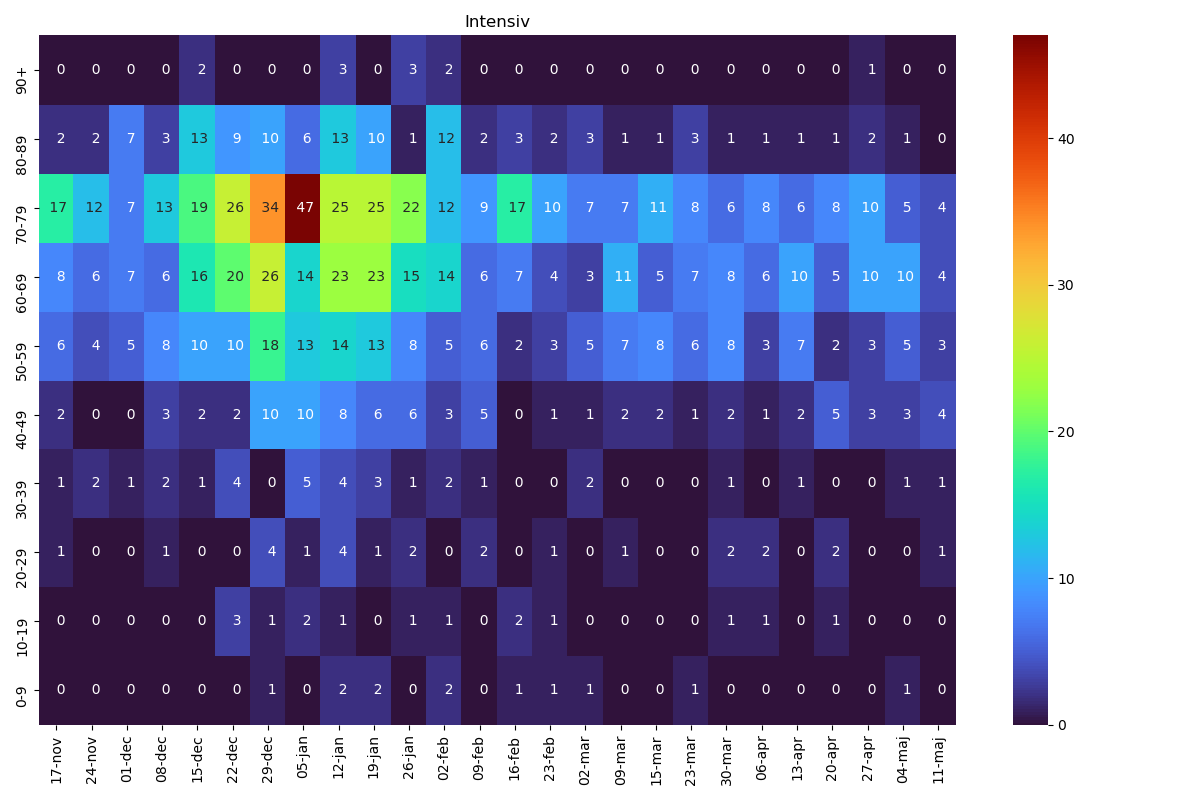 Intensiv
90+ 0 0 0 0 2 0 0 0 3 0 3 2 0 0 0 0 0 0 0 0 0 0 0 1 0 0
80-89 2 2 7 3 13 9 10 6 13 10 1 12 2 3 2 3 1 1 3 1 1 1 1 2 1 0
70-79 17 12 7 13 19 26 34 47 25 25 22 12 9 17 10 7 7 11 8 6 8 6 8 10 5 4
60-69 8 6 7 6 16 20 26 14 23 23 15 14 6 7 4 3 11 5 7 8 6 10 5 10 10 4
50-59 6 4 5 8 10 10 18 13 14 13 8 5 6 2 3 5 7 8 6 8 3 7 2 3 5 3
40-49 2 0 0 3 2 2 10 10 8 6 6 3 5 0 1 1 2 2 1 2 1 2 5 3 3 4
30-39 1 2 1 2 1 4 0 5 4 3 1 2 1 0 0 2 0 0 0 1 0 1 0 0 1 1
20-29 1 0 0 1 0 0 4 1 4 1 2 0 2 0 1 0 1 0 0 2 2 0 2 0 0 1
10-19 0 0 0 0 0 3 1 2 1 0 1 1 0 2 1 0 0 0 0 1 1 0 1 0 0 0
0-9 0 0 0 0 0 0 1 0 2 2 0 2 0 1 1 1 0 0 1 0 0 0 0 0 1 0
17-nov 24-nov 01-dec 08-dec 15-dec 22-dec 29-dec 05-jan 12-jan 19-jan 26-jan 02-feb 09-feb 16-feb 23-feb 02-mar 09-mar 15-mar 23-mar 30-mar 06-apr 13-apr 20-apr 27-apr 04-maj 11-maj
40
30
20
10
0